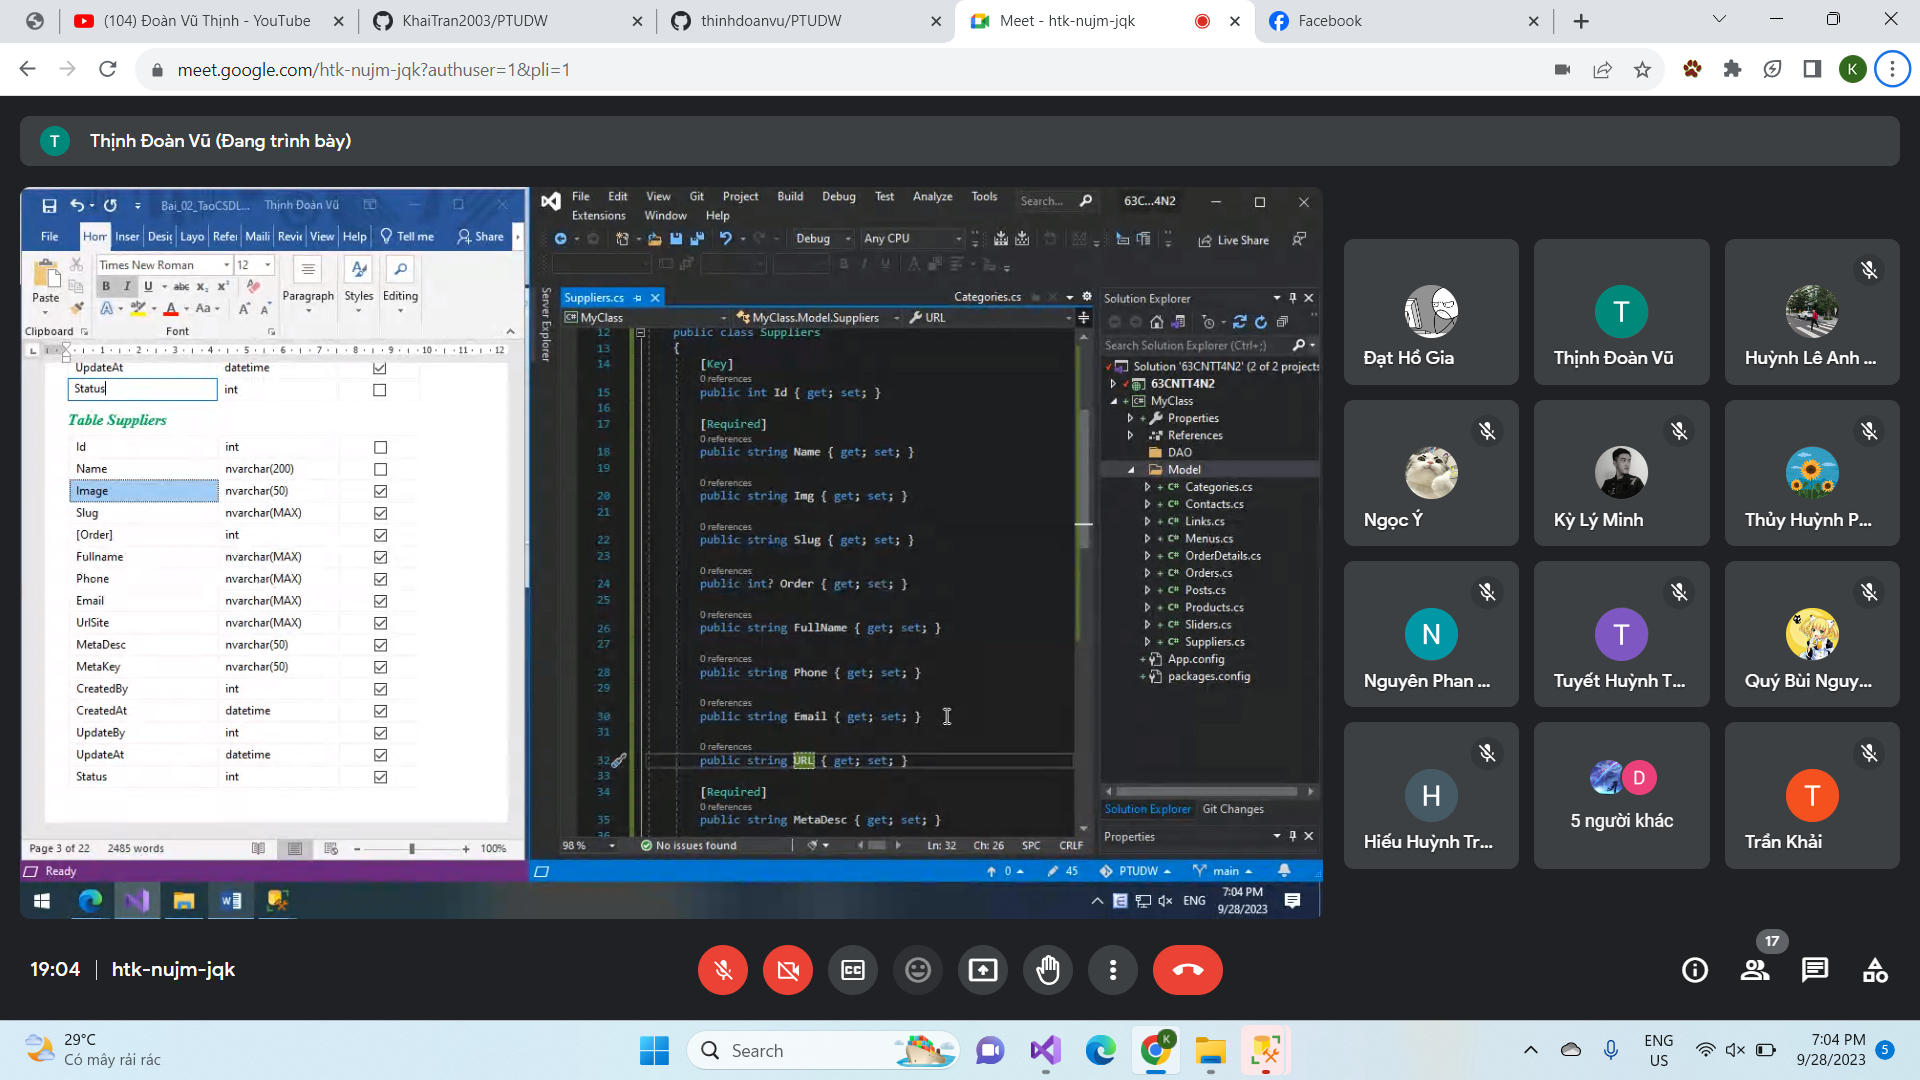 (104) Đoàn Vũ Thịnh - YouTube
KhaiTran2003/PTUDW
thinhdoanvu/PTUDW
Meet - htk-nujm-jqk
Facebook
meet.google.com/htk-nujm-jqk?authuser=1&pli=1
K
T
Thịnh Đoàn Vũ (Đang trình bày)
Bai_02_TaoCSDL...
Thịnh Đoàn Vũ
File
Hom
Inser
Desig
Layo
Refer
Maili
Revie
View
Help
Tell me
Share
Times New Roman
12
Paste
B I U abc x₂ x²
Paragraph
Styles
Editing
Clipboard
Font
UpdateAt datetime
Status int
Table Suppliers
Id int
Name nvarchar(200)
Image nvarchar(50)
Slug nvarchar(MAX)
[Order] int
Fullname nvarchar(MAX)
Phone nvarchar(MAX)
Email nvarchar(MAX)
UrlSite nvarchar(MAX)
MetaDesc nvarchar(50)
MetaKey nvarchar(50)
CreatedBy int
CreatedAt datetime
UpdateBy int
UpdateAt datetime
Status int
Page 3 of 22
2485 words
100%
Ready
File Edit View Git Project Build Debug Test Analyze Tools
Extensions Window Help
Search...
63C...4N2
Debug
Any CPU
Live Share
Server Explorer
Suppliers.cs
Categories.cs
MyClass
MyClass.Model.Suppliers
URL
12 public class Suppliers
13 {
14 [Key]
0 references
15 public int Id { get; set; }
16
17 [Required]
0 references
18 public string Name { get; set; }
19
0 references
20 public string Img { get; set; }
21
0 references
22 public string Slug { get; set; }
23
0 references
24 public int? Order { get; set; }
25
0 references
26 public string FullName { get; set; }
27
0 references
28 public string Phone { get; set; }
29
0 references
30 public string Email { get; set; }
31
0 references
32 public string URL { get; set; }
33
34 [Required]
0 references
35 public string MetaDesc { get; set; }
36
98 %
No issues found
Ln: 32
Ch: 26
SPC
CRLF
Solution Explorer
Search Solution Explorer (Ctrl+;)
Solution '63CNTT4N2' (2 of 2 projects
63CNTT4N2
MyClass
Properties
References
DAO
Model
Categories.cs
Contacts.cs
Links.cs
Menus.cs
OrderDetails.cs
Orders.cs
Posts.cs
Products.cs
Sliders.cs
Suppliers.cs
App.config
packages.config
Solution Explorer
Git Changes
Properties
0
45
PTUDW
main
ENG
7:04 PM
9/28/2023
Đạt Hồ Gia
T
Thịnh Đoàn Vũ
Huỳnh Lê Anh ...
Ngọc Ý
Kỳ Lý Minh
Thủy Huỳnh P...
N
Nguyên Phan ...
T
Tuyết Huỳnh T...
Quý Bùi Nguy...
H
Hiếu Huỳnh Tr...
D
5 người khác
T
Trần Khải
19:04
htk-nujm-jqk
17
29°C
Có mây rải rác
Search
K
ENG
US
7:04 PM
9/28/2023
5